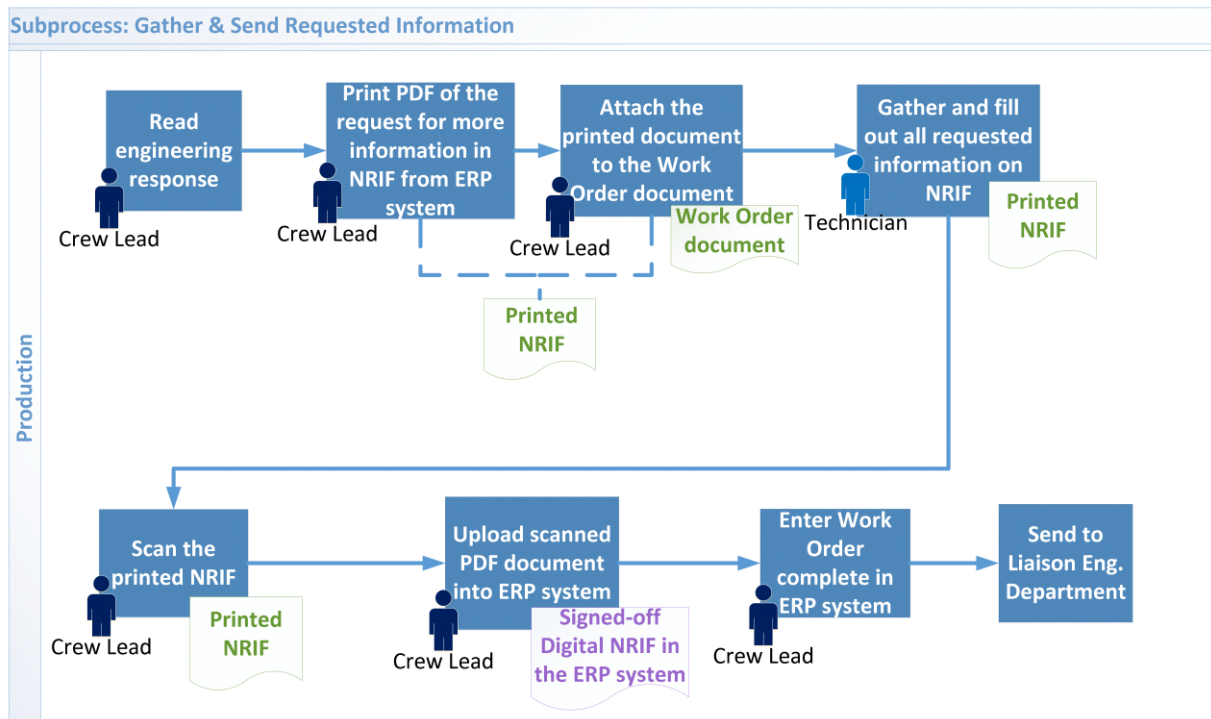 Subprocess: Gather & Send Requested Information
Production
Read
engineering
response
Crew Lead
Print PDF of the
request for more
information in
NRIF from ERP
system
Crew Lead
Attach the
printed document
to the Work
Order document
Crew Lead
Work Order
document
Printed
NRIF
Gather and fill
out all requested
information on
NRIF
Technician
Printed
NRIF
Scan the
printed NRIF
Crew Lead
Printed
NRIF
Upload scanned
PDF document
into ERP system
Crew Lead
Signed-off
Digital NRIF in
the ERP system
Enter Work
Order
complete in
ERP system
Crew Lead
Send to
Liaison Eng.
Department